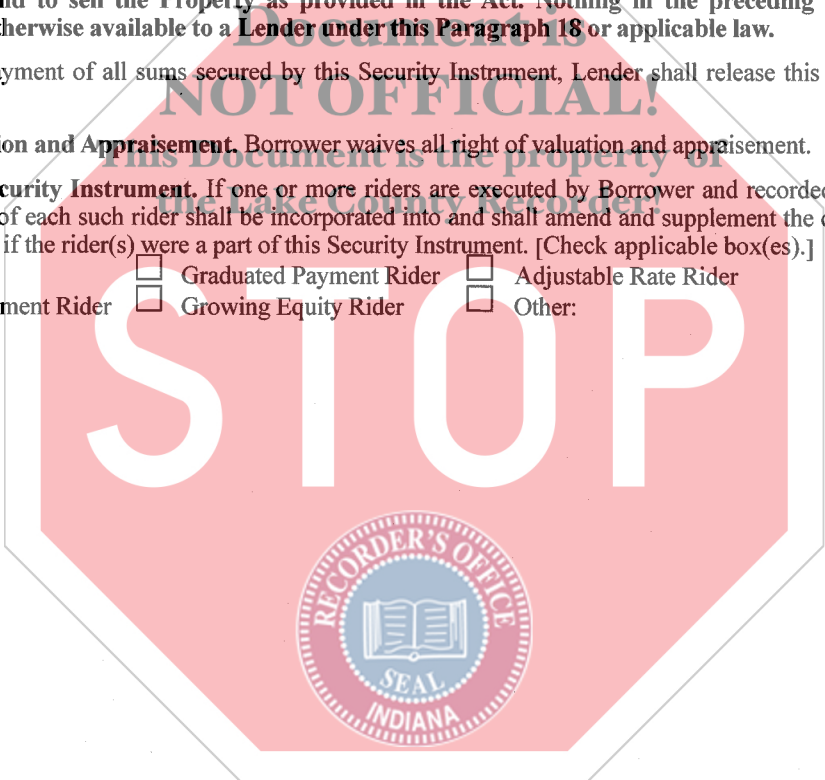 nd to sell the Property as provided in the Act. Nothing in the preceding
herwise available to a Lender under this Paragraph 18 or applicable law.
Document is
yment of all sums secured by this Security Instrument, Lender shall release this
NOT OFFICIAL!
ion and Appraisement. Borrower waives all right of valuation and appraisement.
This Document is the property of
curity Instrument. If one or more riders are executed by Borrower and recorded
the Lake County Recorder!
of each such rider shall be incorporated into and shall amend and supplement the
if the rider(s) were a part of this Security Instrument. [Check applicable box(es).]
Graduated Payment Rider Adjustable Rate Rider
ment Rider Growing Equity Rider Other:
STOP
RECORDER'S OFFICE
SEAL
INDIANA